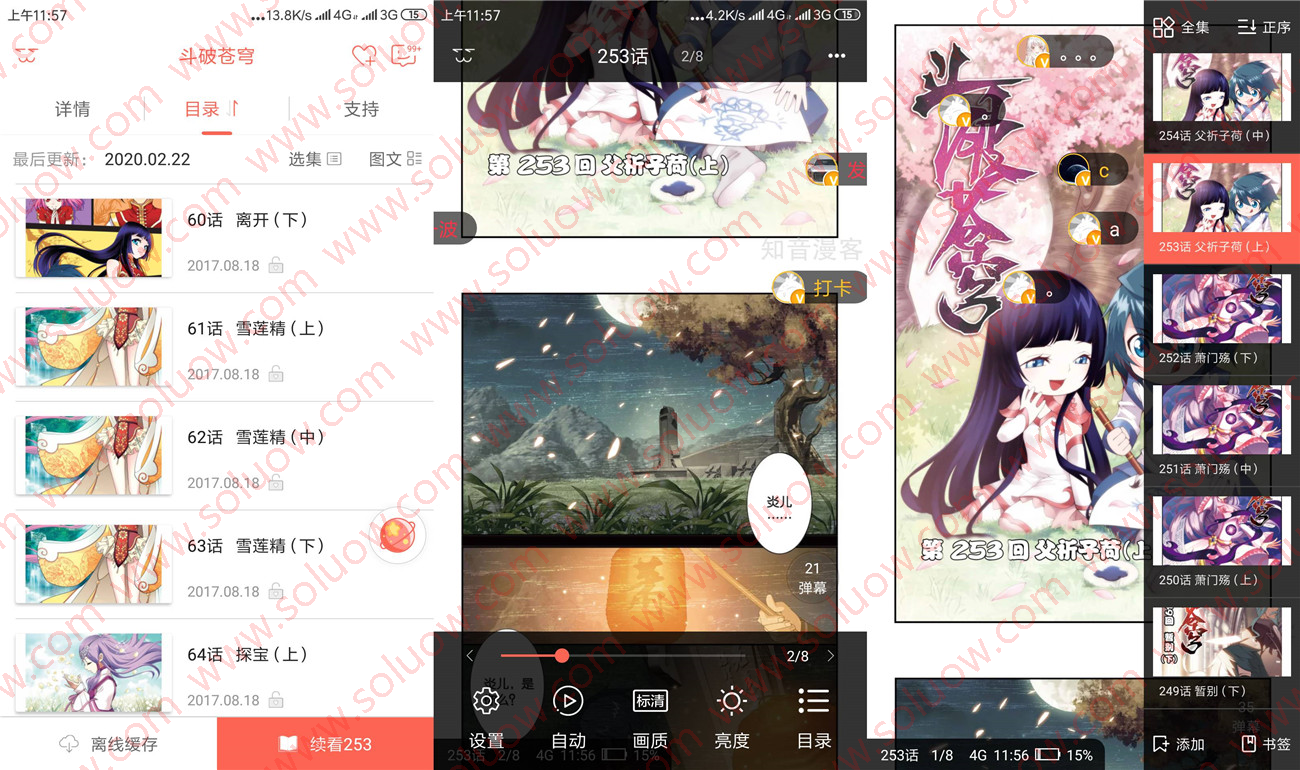 上午11:57
...13.8K/s 4G 3G 15
斗破苍穹
99+
详情
目录
支持
最后更新: 2020.02.22
选集
图文
60话 离开(下)
2017.08.18
61话 雪莲精(上)
2017.08.18
62话 雪莲精(中)
2017.08.18
63话 雪莲精(下)
2017.08.18
64话 探宝(上)
2017.08.18
离线缓存
续看253
上午11:57
...4.2K/s 4G 3G 15
253话 2/8
第 253 回 父祈子荷(上)
发
波
知音漫客
打卡
炎儿
……
21
弹幕
2/8
炎儿,是
么?
标清
设置
自动
画质
亮度
目录
253话 2/8 4G 11:56 15%
。。。
斗破苍穹
c
a
。
第 253 回 父祈子荷(上
253话 1/8 4G 11:56 15%
全集
正序
254话 父祈子荷(中)
253话 父祈子荷(上)
252话 萧门殇(下)
251话 萧门殇(中)
250话 萧门殇(上)
249话 暂别(下)
35
弹幕
添加
书签
www.soluow.com